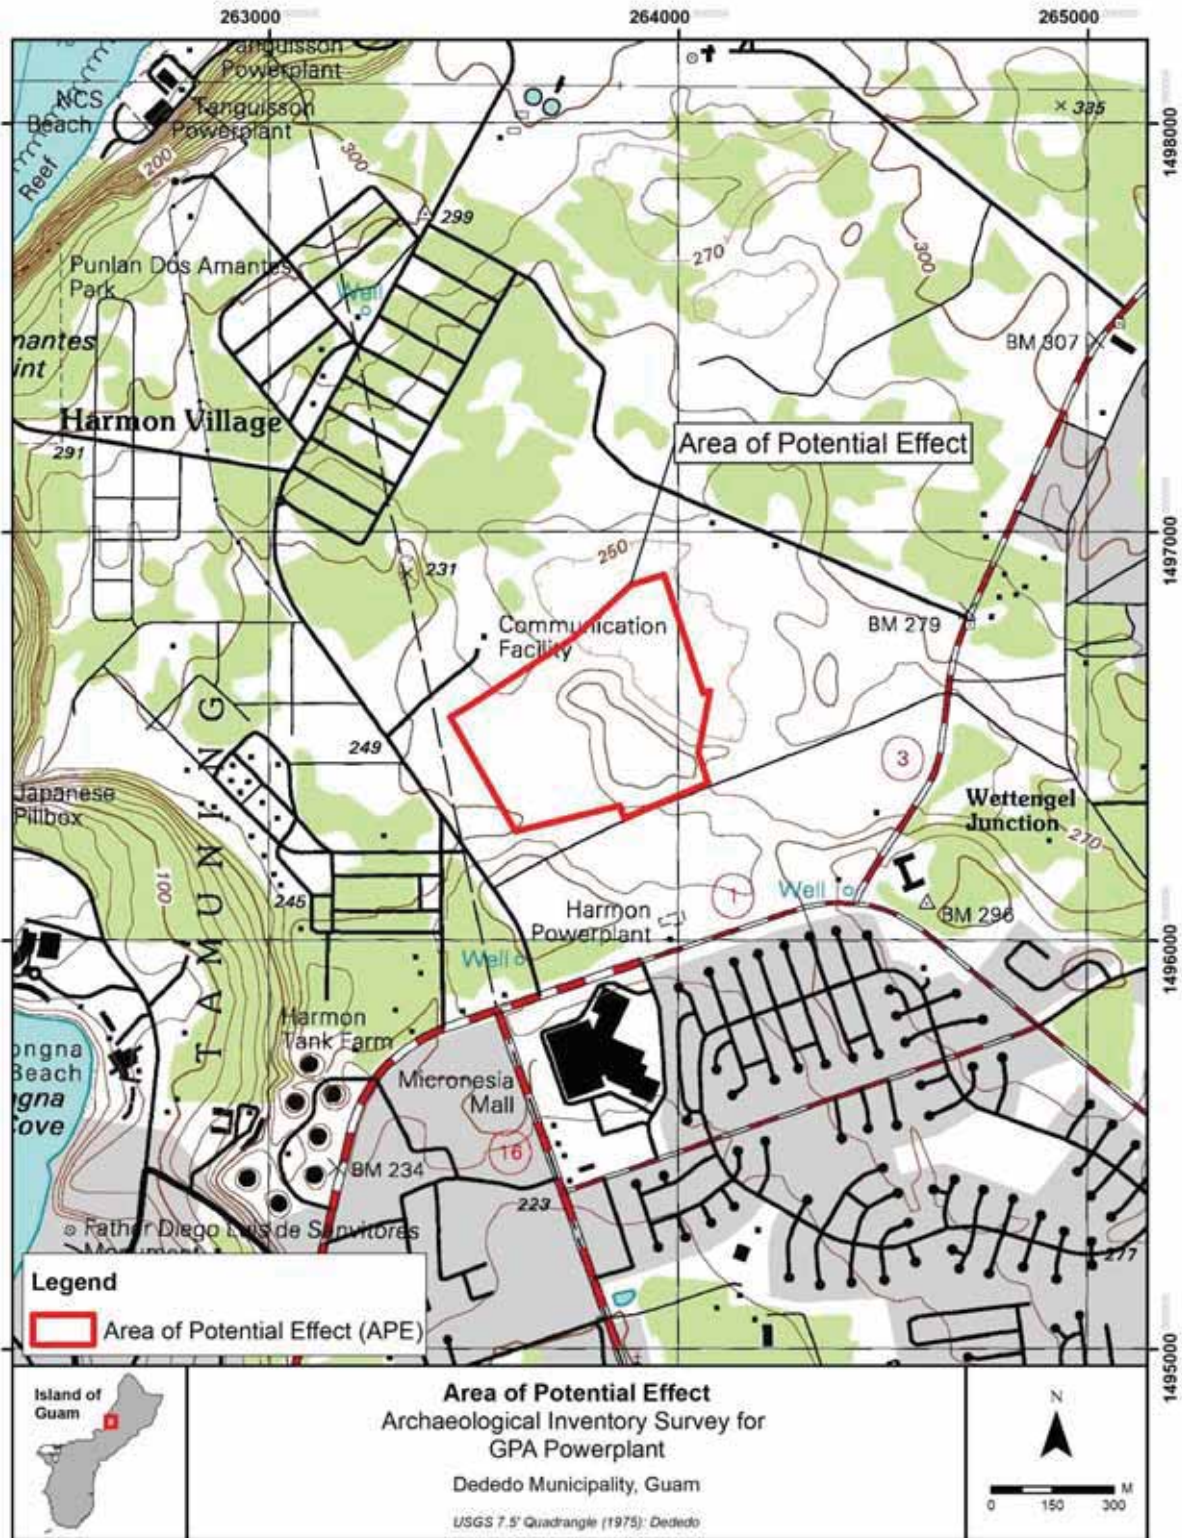 263000
264000
265000
Tanguisson
Powerplant
NCS
Beach
Tanguisson
Powerplant
Reef
200
300
385
1498000
299
Punlan Dos Amantes
Park
Well
270
300
BM 307
Harmon Village
291
Area of Potential Effect
1497000
250
231
Communication
Facility
BM 279
249
3
Japanese
Pillbox
TAMUNING
Wettengel
Junction
270
100
245
1
Well
BM 296
Harmon
Powerplant
Well
1496000
Harmon
Tank Farm
Beach
Micronesia
Mall
16
BM 234
223
Father Diego Luis de Sanvitores
Monument
277
Legend
Area of Potential Effect (APE)
1495000
Island of
Guam
Area of Potential Effect
Archaeological Inventory Survey for
GPA Powerplant
Dededo Municipality, Guam
USGS 7.5' Quadrangle (1975): Dededo
N
M
0 150 300